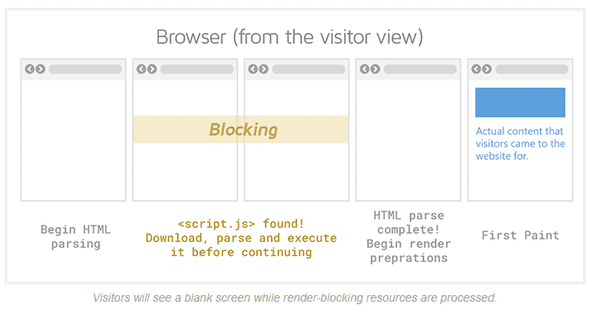 Browser (from the visitor view)
Blocking
Actual content that
visitors came to the
website for.
Begin HTML
parsing
<script.js> found!
Download, parse and execute
it before continuing
HTML parse
complete!
Begin render
preprations
First Paint
Visitors will see a blank screen while render-blocking resources are processed.